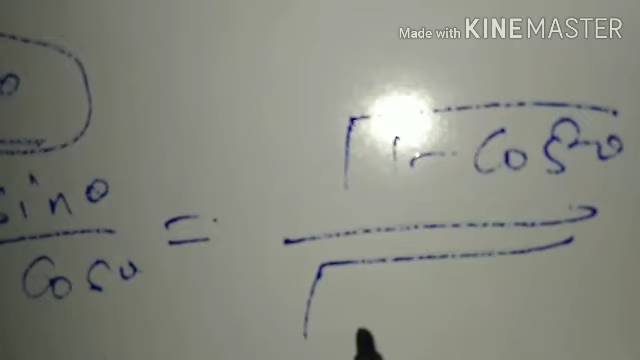 Made with KINEMASTER
sinθ
cosθ
=
√1-cos²θ
√